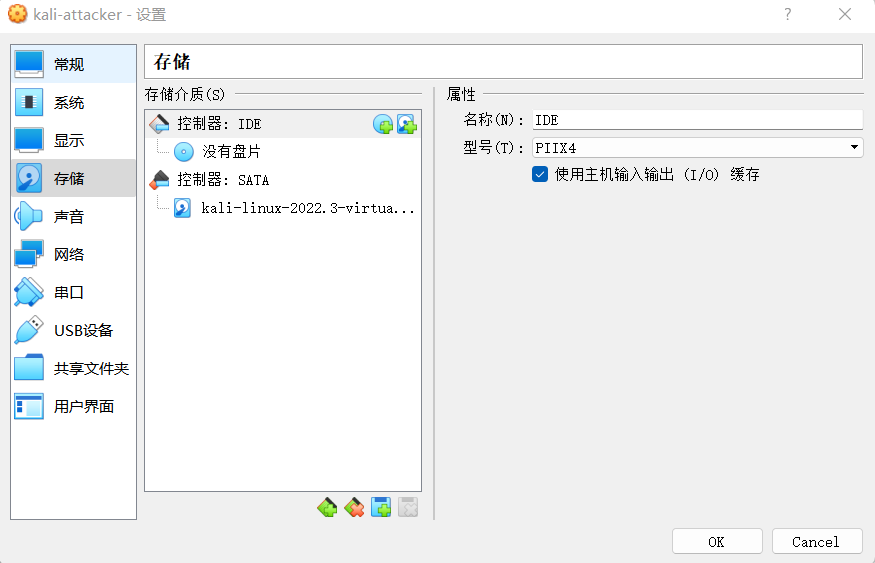 kali-attacker - 设置
?
常规
系统
显示
存储
声音
网络
串口
USB设备
共享文件夹
用户界面
存储
存储介质(S)
控制器: IDE
没有盘片
控制器: SATA
kali-linux-2022.3-virtua...
属性
名称(N): IDE
型号(T): PIIX4
使用主机输入输出 (I/O) 缓存
OK
Cancel